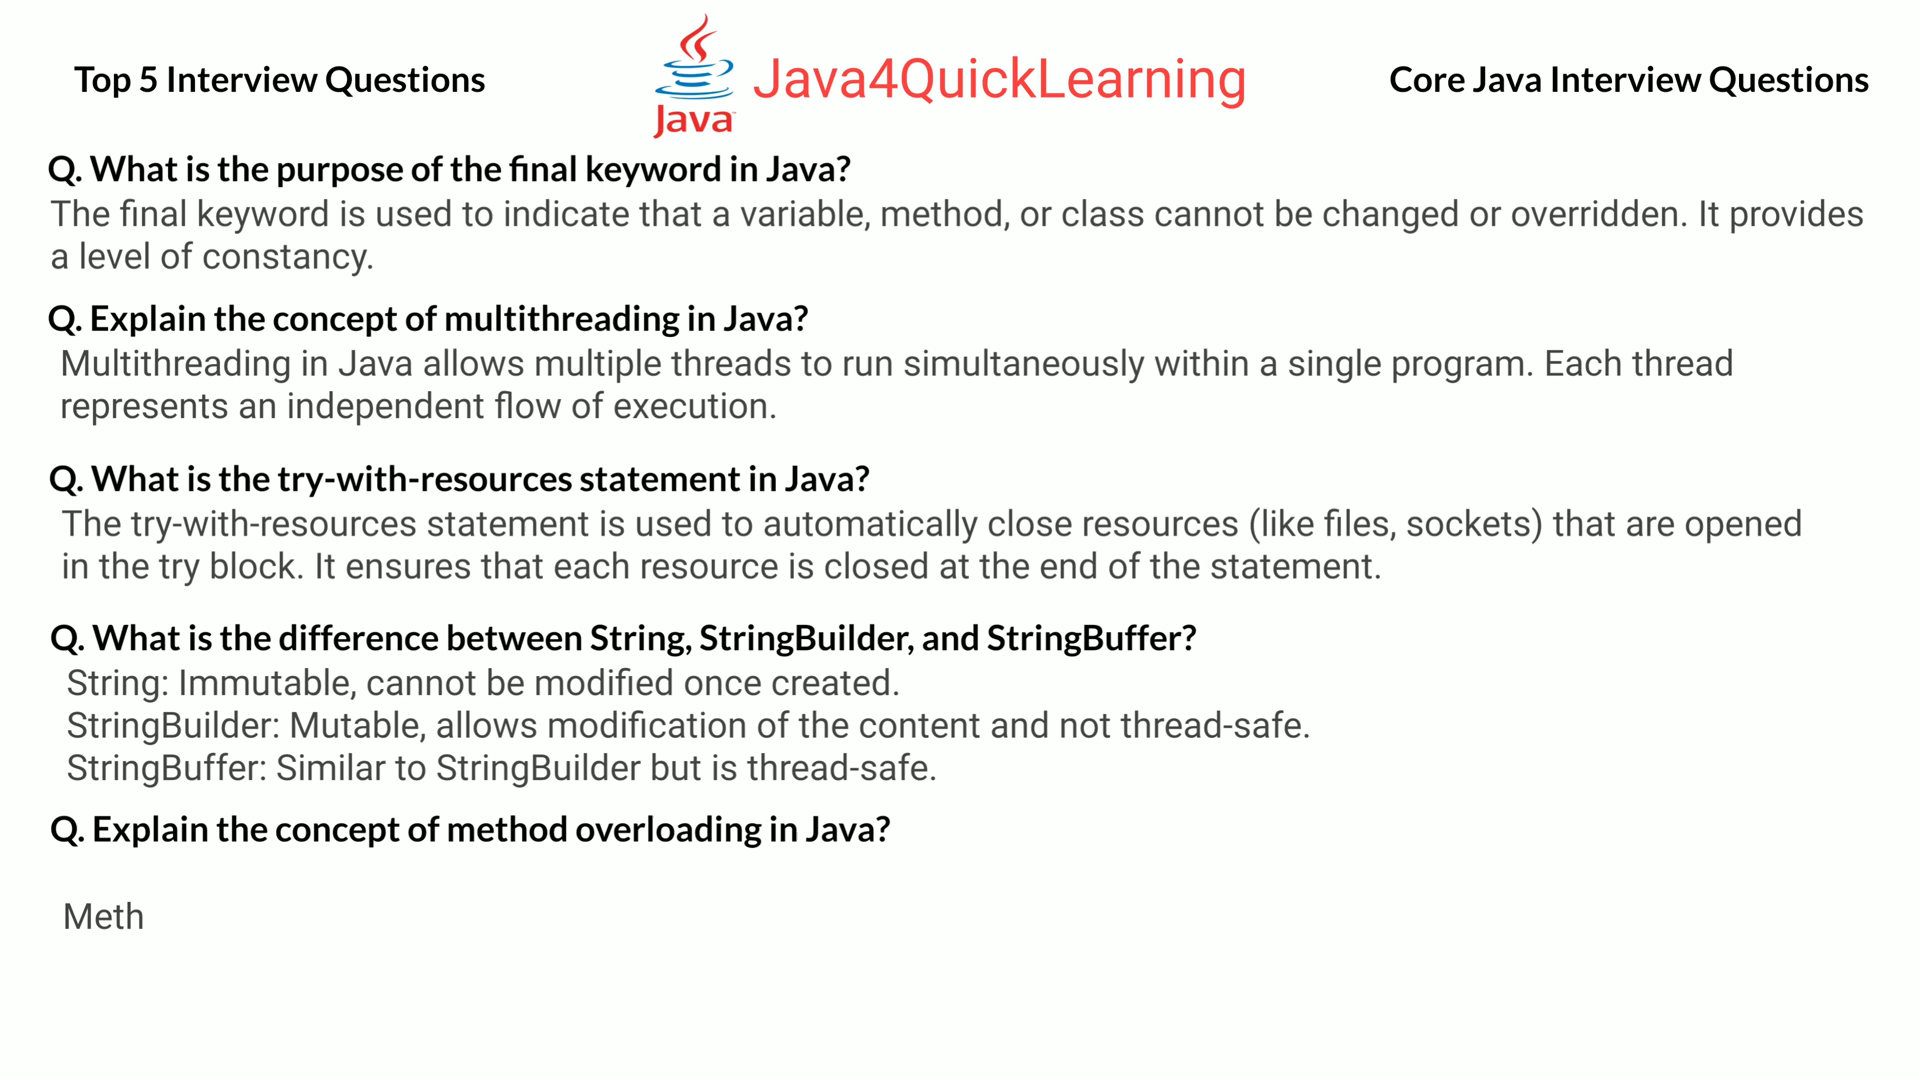 Top 5 Interview Questions
Java
Java4QuickLearning
Core Java Interview Questions
Q. What is the purpose of the final keyword in Java?
The final keyword is used to indicate that a variable, method, or class cannot be changed or overridden. It provides
a level of constancy.
Q. Explain the concept of multithreading in Java?
Multithreading in Java allows multiple threads to run simultaneously within a single program. Each thread
represents an independent flow of execution.
Q. What is the try-with-resources statement in Java?
The try-with-resources statement is used to automatically close resources (like files, sockets) that are opened
in the try block. It ensures that each resource is closed at the end of the statement.
Q. What is the difference between String, StringBuilder, and StringBuffer?
String: Immutable, cannot be modified once created.
StringBuilder: Mutable, allows modification of the content and not thread-safe.
StringBuffer: Similar to StringBuilder but is thread-safe.
Q. Explain the concept of method overloading in Java?
Meth